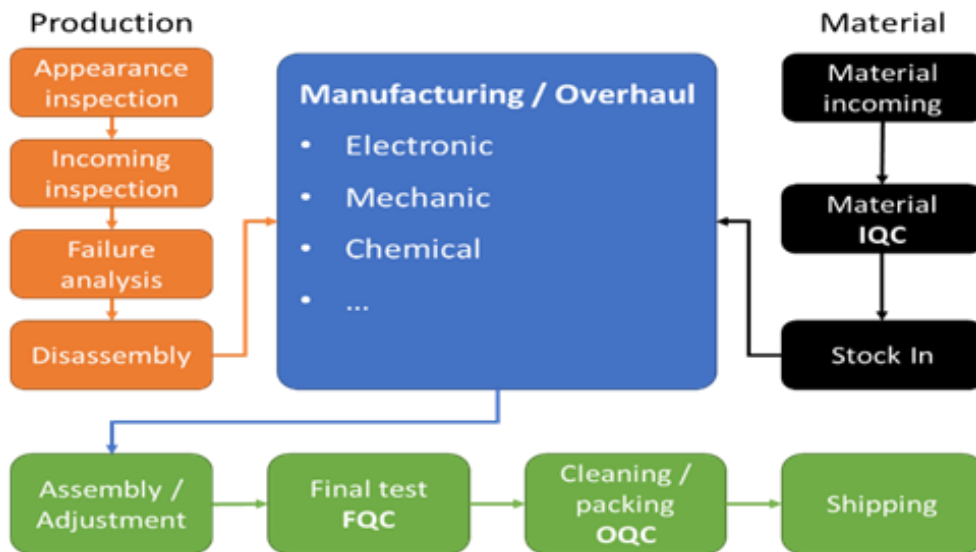 Production
Appearance
inspection
Incoming
inspection
Failure
analysis
Disassembly
Manufacturing / Overhaul
• Electronic
• Mechanic
• Chemical
• ...
Material
Material
incoming
Material
IQC
Stock In
Assembly /
Adjustment
Final test
FQC
Cleaning /
packing
OQC
Shipping